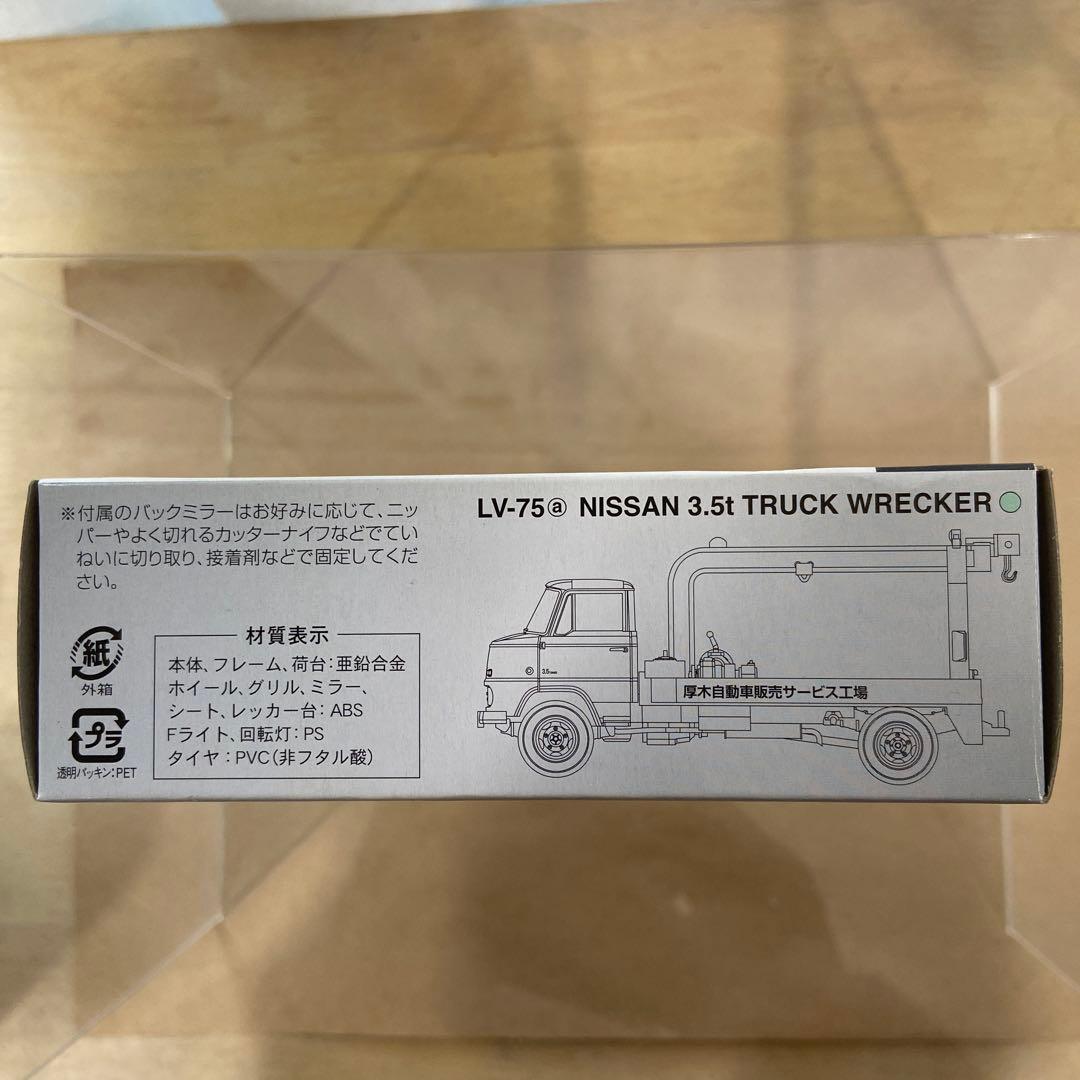 ※付属のバックミラーはお好みに応じて、ニッ
パーやよく切れるカッターナイフなどでてい
ねいに切り取り、接着剤などで固定してくだ
さい。
紙
外箱
プラ
透明パッキン:PET
材質表示
本体、フレーム、荷台:亜鉛合金
ホイール、グリル、ミラー、
シート、レッカー台:ABS
Fライト、回転灯:PS
タイヤ:PVC(非フタル酸)
LV-75ⓐ NISSAN 3.5t TRUCK WRECKER
厚木自動車販売サービス工場